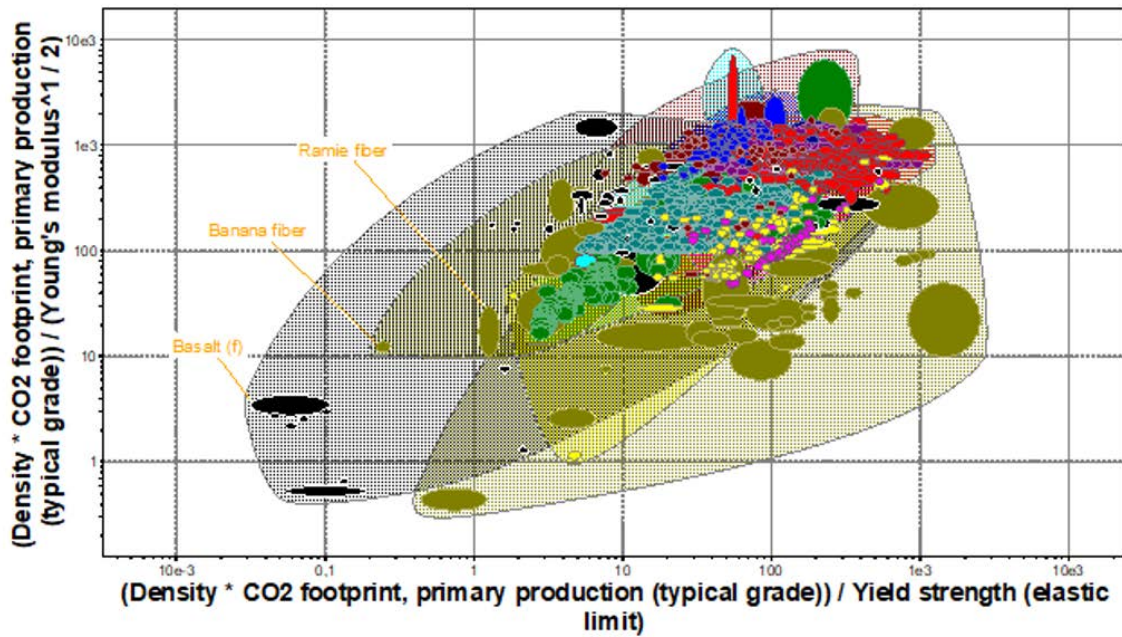 (Density * CO2 footprint, primary production
(typical grade)) / (Young's modulus^1 / 2)
10e3
1e3
100
10
1
Ramie fiber
Banana fiber
Basalt (f)
10e-3
0,1
1
10
100
1e3
10e3
(Density * CO2 footprint, primary production (typical grade)) / Yield strength (elastic
limit)